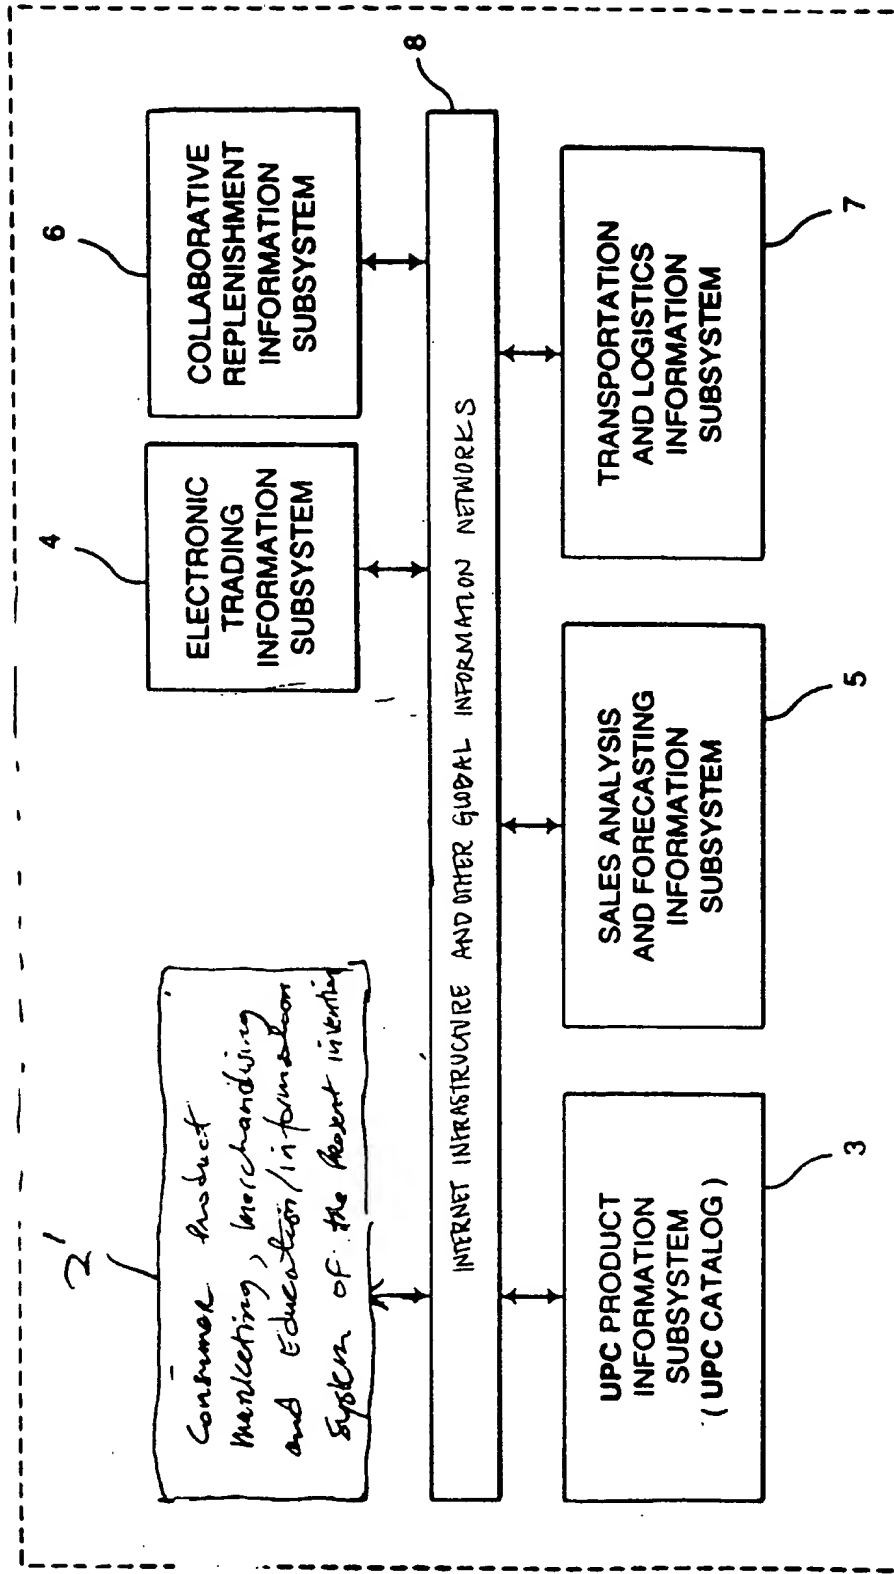 2'
Consumer Product
Marketing, Merchandising
and Education/information
System of the Present invention
4
ELECTRONIC
TRADING
INFORMATION
SUBSYSTEM
6
COLLABORATIVE
REPLENISHMENT
INFORMATION
SUBSYSTEM
8
INTERNET INFRASTRUCTURE AND OTHER GLOBAL INFORMATION NETWORKS
UPC PRODUCT
INFORMATION
SUBSYSTEM
(UPC CATALOG)
3
SALES ANALYSIS
AND FORECASTING
INFORMATION
SUBSYSTEM
5
TRANSPORTATION
AND LOGISTICS
INFORMATION
SUBSYSTEM
7